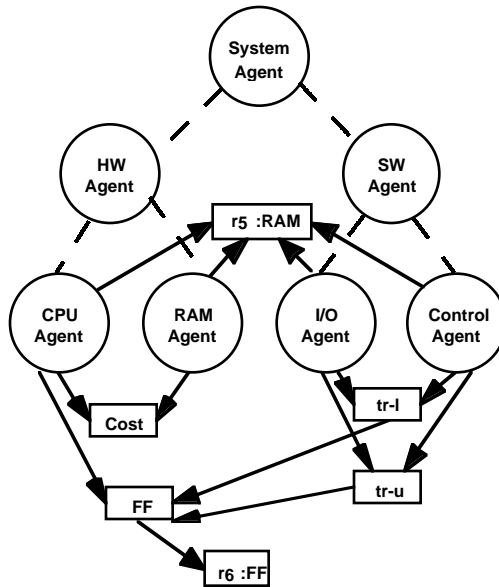 System
Agent
HW
Agent
SW
Agent
r5 :RAM
CPU
Agent
RAM
Agent
I/O
Agent
Control
Agent
Cost
tr-l
FF
tr-u
r6 :FF